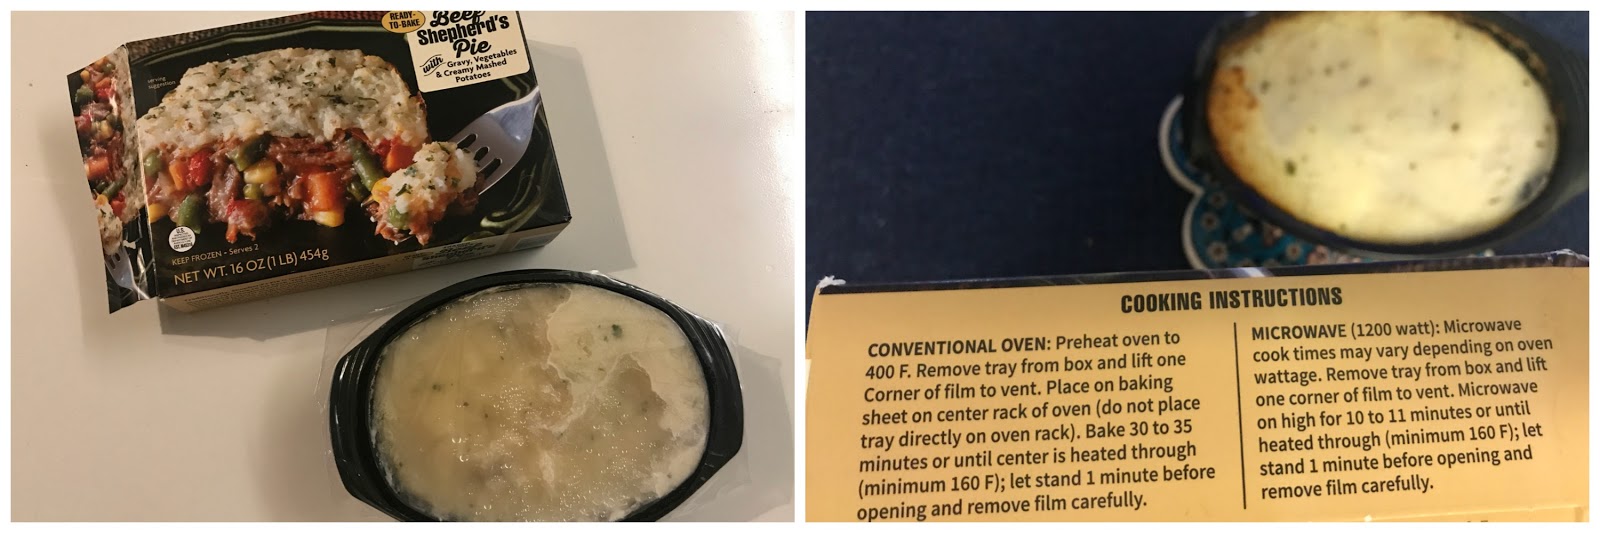 READY-
TO-BAKE
Beef
Shepherd's
Pie
with
Gravy, Vegetables
& Creamy Mashed
Potatoes
serving
suggestion
U.S.
KEEP FROZEN - Serves 2
NET WT. 16 OZ (1 LB) 454g
COOKING INSTRUCTIONS
CONVENTIONAL OVEN: Preheat oven to
400 F. Remove tray from box and lift one
Corner of film to vent. Place on baking
sheet on center rack of oven (do not place
tray directly on oven rack). Bake 30 to 35
minutes or until center is heated through
(minimum 160 F); let stand 1 minute before
opening and remove film carefully.
MICROWAVE (1200 watt): Microwave
cook times may vary depending on oven
wattage. Remove tray from box and lift
one corner of film to vent. Microwave
on high for 10 to 11 minutes or until
heated through (minimum 160 F); let
stand 1 minute before opening and
remove film carefully.